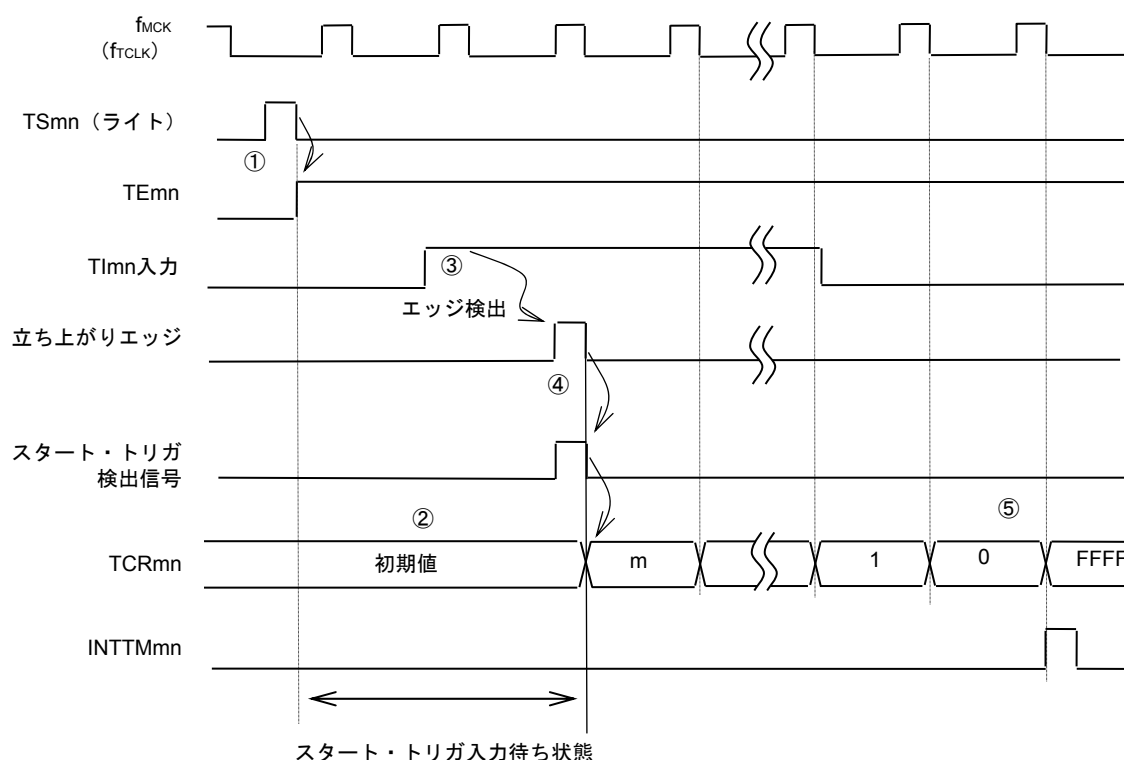 fMCK
(fTCLK)
TSmn（ライト）
①
TEmn
TImn入力
③
エッジ検出
立ち上がりエッジ
④
スタート・トリガ
検出信号
②
⑤
TCRmn
初期値
m
1
0
FFFF
INTTMmn
スタート・トリガ入力待ち状態